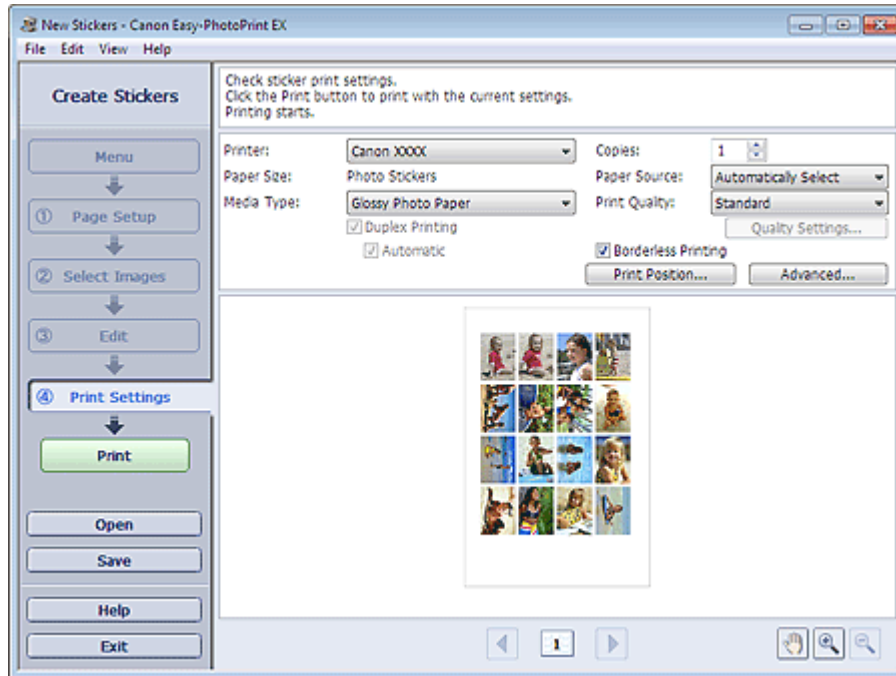 New Stickers - Canon Easy-PhotoPrint EX
File Edit View Help
Create Stickers
Menu
① Page Setup
② Select Images
③ Edit
④ Print Settings
Print
Open
Save
Help
Exit
Check sticker print settings.
Click the Print button to print with the current settings.
Printing starts.
Printer: Canon XXXX Copies: 1
Paper Size: Photo Stickers Paper Source: Automatically Select
Media Type: Glossy Photo Paper Print Quality: Standard
Duplex Printing Quality Settings...
Automatic Borderless Printing
Print Position... Advanced...
1